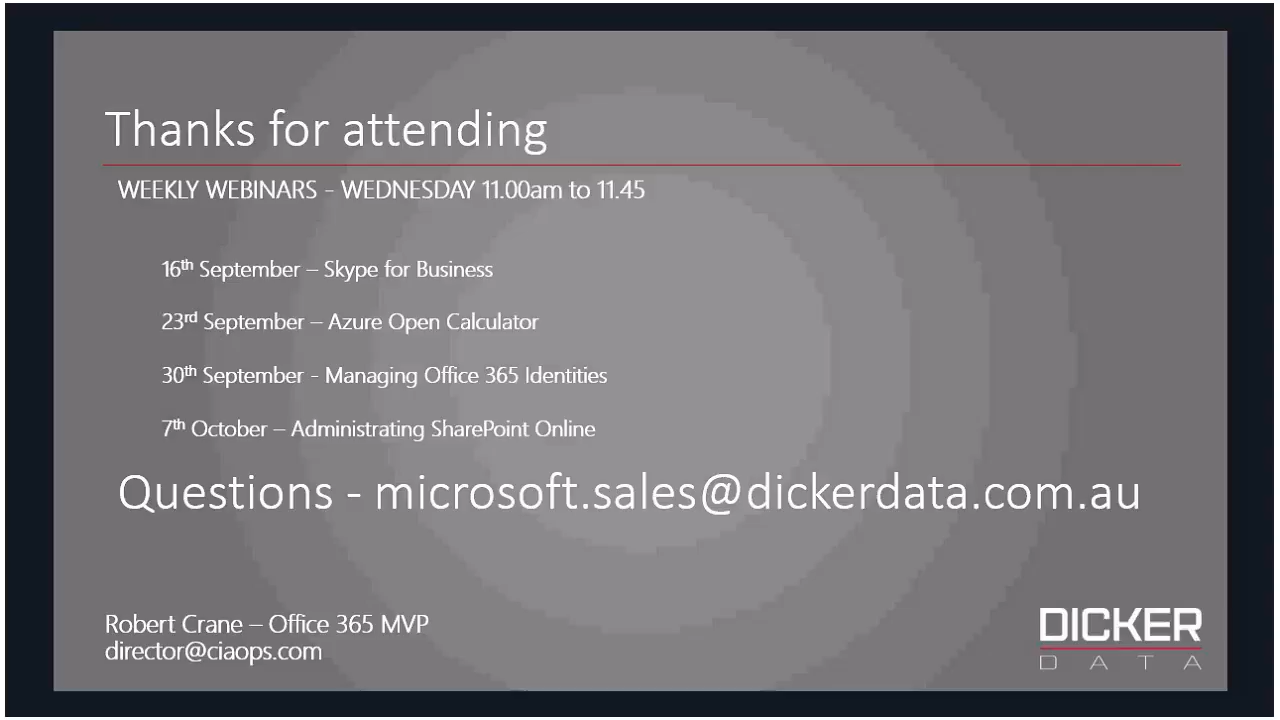 Thanks for attending
WEEKLY WEBINARS - WEDNESDAY 11.00am to 11.45
16th September – Skype for Business
23rd September – Azure Open Calculator
30th September - Managing Office 365 Identities
7th October – Administrating SharePoint Online
Questions - microsoft.sales@dickerdata.com.au
Robert Crane – Office 365 MVP
director@ciaops.com
DICKER
DATA